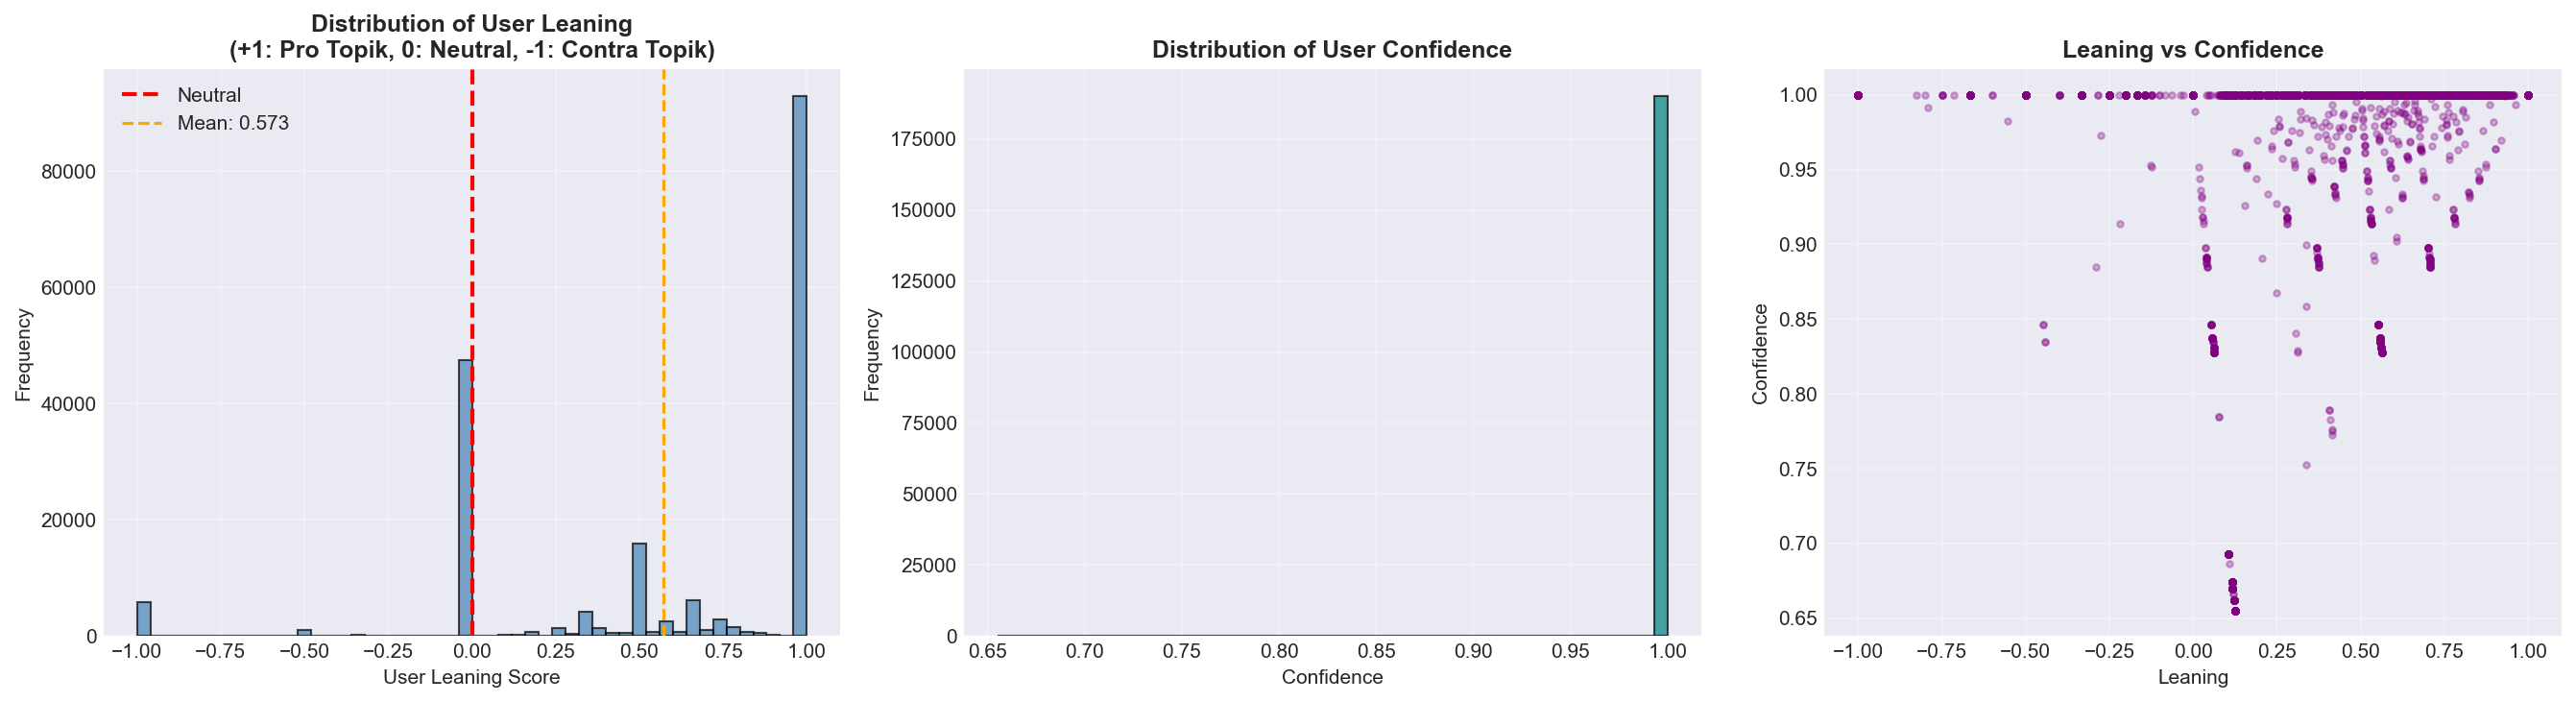 Distribution of User Leaning
(+1: Pro Topik, 0: Neutral, -1: Contra Topik)
Neutral
Mean: 0.573
Frequency
80000
60000
40000
20000
0
−1.00 −0.75 −0.50 −0.25 0.00 0.25 0.50 0.75 1.00
User Leaning Score
Distribution of User Confidence
Frequency
175000
150000
125000
100000
75000
50000
25000
0
0.65 0.70 0.75 0.80 0.85 0.90 0.95 1.00
Confidence
Leaning vs Confidence
Confidence
1.00
0.95
0.90
0.85
0.80
0.75
0.70
0.65
−1.00 −0.75 −0.50 −0.25 0.00 0.25 0.50 0.75 1.00
Leaning